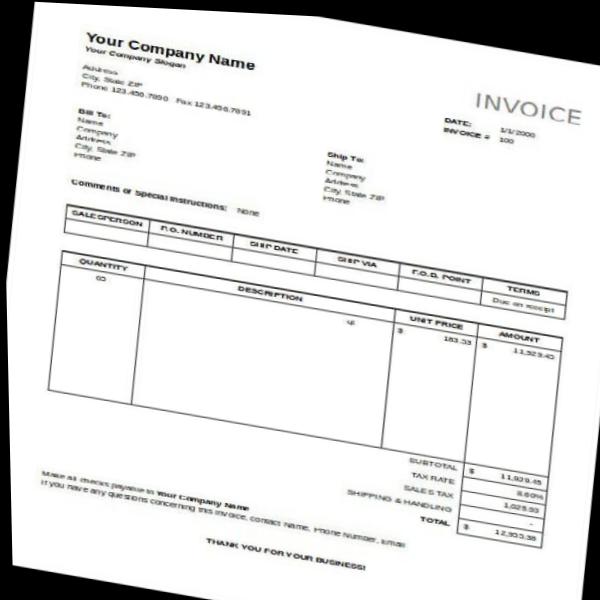 Your Company Name
Your Company Slogan
INVOICE
Address
City, State ZIP
Phone 123.456.7890 Fax 123.456.7891
DATE: 1/1/2000
INVOICE # 100
Bill To:
Name
Company
Address
City, State ZIP
Phone
Ship To:
Name
Company
Address
City, State ZIP
Phone
Comments or Special Instructions: None
SALESPERSON P.O. NUMBER SHIP DATE SHIP VIA F.O.B. POINT TERMS
Due on receipt
QUANTITY DESCRIPTION UNIT PRICE AMOUNT
65 $ 183.53 $ 11,929.45
SUBTOTAL $ 11,929.45
TAX RATE 8.60%
SALES TAX 1,025.93
SHIPPING & HANDLING -
TOTAL $ 12,955.38
Make all checks payable to Your Company Name
If you have any questions concerning this invoice, contact Name, Phone Number, Email
THANK YOU FOR YOUR BUSINESS!